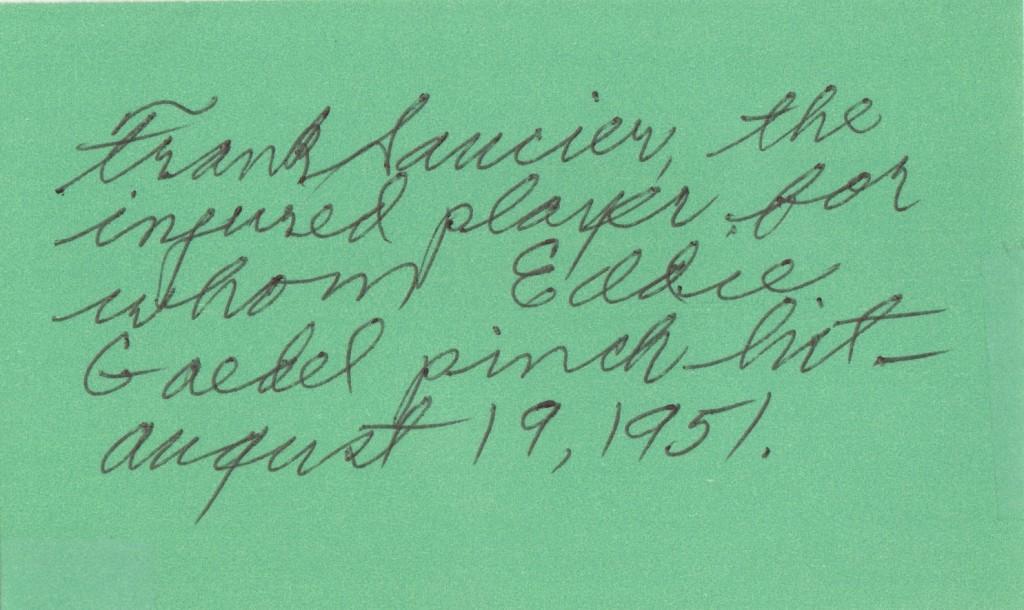 Frank Saucier, the
injured player for
whom Eddie
Gaedel pinch-hit -
august 19, 1951.